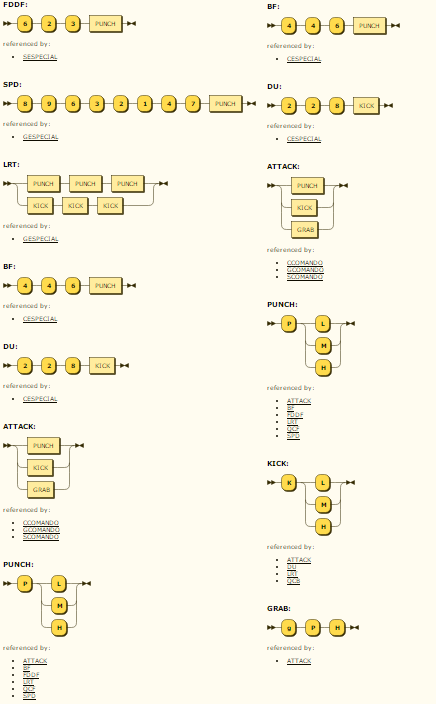 FDDF:
6 2 3 PUNCH
referenced by:
SESPECIAL
SPD:
8 9 6 3 2 1 4 7 PUNCH
referenced by:
GESPECIAL
LRT:
PUNCH PUNCH PUNCH
KICK KICK KICK
referenced by:
GESPECIAL
BF:
4 4 6 PUNCH
referenced by:
CESPECIAL
DU:
2 2 8 KICK
referenced by:
CESPECIAL
ATTACK:
PUNCH
KICK
GRAB
referenced by:
CCOMANDO
GCOMANDO
SCOMANDO
PUNCH:
P L
M
H
referenced by:
ATTACK
BF
FDDF
LRT
QCF
SPD
BF:
4 4 6 PUNCH
referenced by:
CESPECIAL
DU:
2 2 8 KICK
referenced by:
CESPECIAL
ATTACK:
PUNCH
KICK
GRAB
referenced by:
CCOMANDO
GCOMANDO
SCOMANDO
PUNCH:
P L
M
H
referenced by:
ATTACK
BF
FDDF
LRT
QCF
SPD
KICK:
K L
M
H
referenced by:
ATTACK
DU
LRT
QCB
GRAB:
g P H
referenced by:
ATTACK